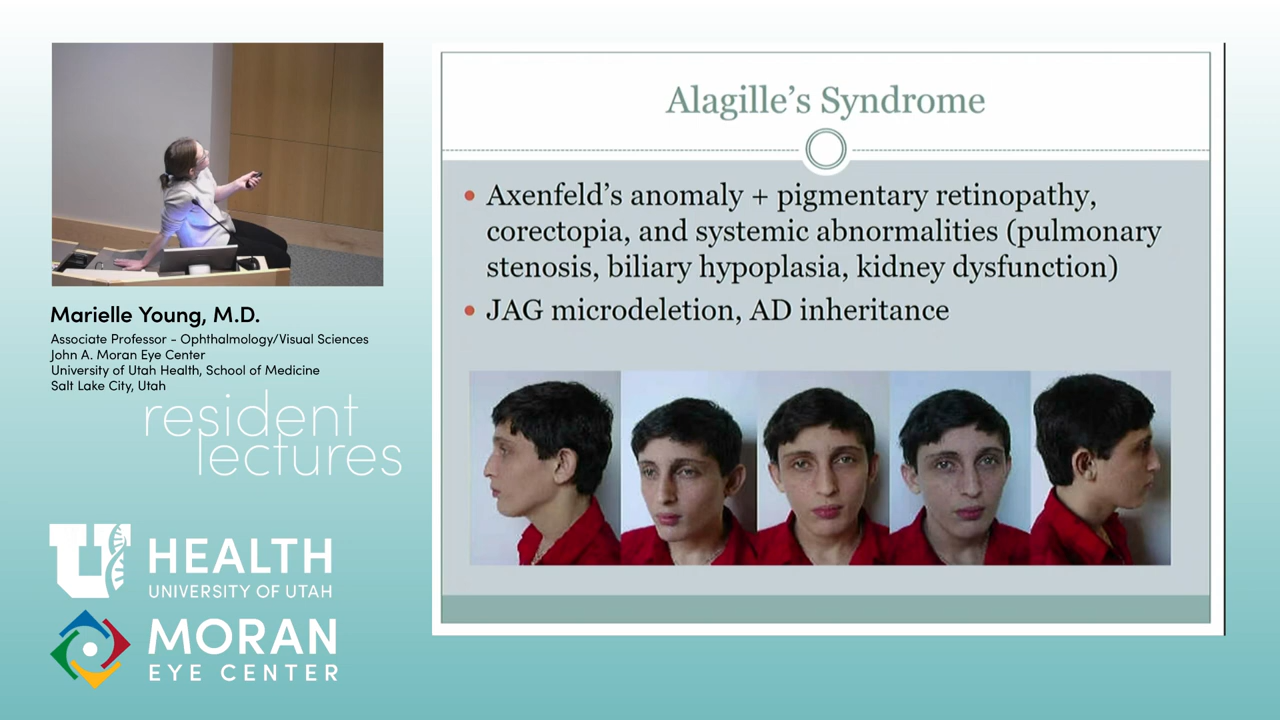 Alagille's Syndrome
• Axenfeld's anomaly + pigmentary retinopathy,
corectopia, and systemic abnormalities (pulmonary
stenosis, biliary hypoplasia, kidney dysfunction)
• JAG microdeletion, AD inheritance
Marielle Young, M.D.
Associate Professor - Ophthalmology/Visual Sciences
John A. Moran Eye Center
University of Utah Health, School of Medicine
Salt Lake City, Utah
resident
lectures
U HEALTH
UNIVERSITY OF UTAH
MORAN
EYE CENTER